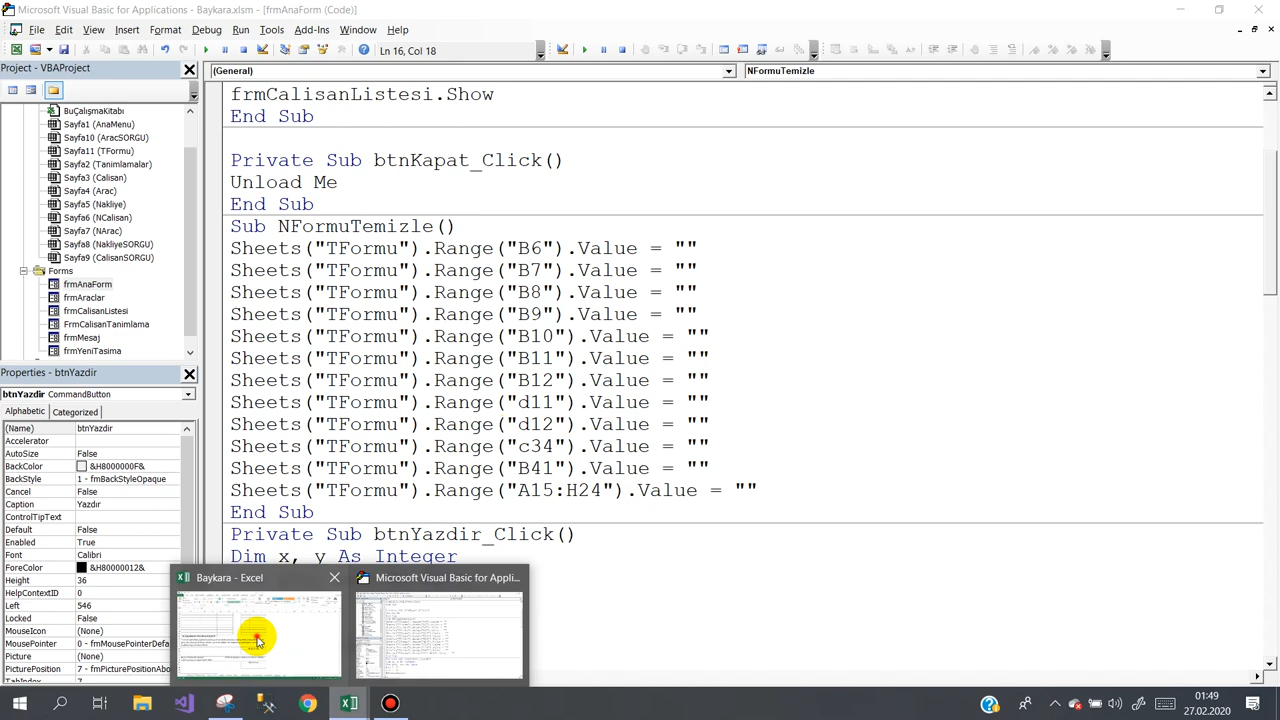 Microsoft Visual Basic for Applications - Baykara.xlsm - [frmAnaForm (Code)]
File Edit View Insert Format Debug Run Tools Add-Ins Window Help
Ln 16, Col 18
Project - VBAProject
(General)
NFormuTemizle
BuÇalışmaKitabı
Sayfa1 (AnaMenu)
Sayfa10 (AracSORGU)
Sayfa11 (TFormu)
Sayfa2 (Tanimlamalar)
Sayfa3 (Calisan)
Sayfa4 (Arac)
Sayfa5 (Nakliye)
Sayfa6 (NCalisan)
Sayfa7 (NArac)
Sayfa8 (NakliyeSORGU)
Sayfa9 (CalisanSORGU)
Forms
frmAnaForm
frmAraclar
frmCalisanListesi
FrmCalisanTanimlama
frmMesaj
frmYeniTasima
frmCalisanListesi.Show
End Sub
Private Sub btnKapat_Click()
Unload Me
End Sub
Sub NFormuTemizle()
Sheets("TFormu").Range("B6").Value = ""
Sheets("TFormu").Range("B7").Value = ""
Sheets("TFormu").Range("B8").Value = ""
Sheets("TFormu").Range("B9").Value = ""
Sheets("TFormu").Range("B10").Value = ""
Sheets("TFormu").Range("B11").Value = ""
Sheets("TFormu").Range("B12").Value = ""
Sheets("TFormu").Range("d11").Value = ""
Sheets("TFormu").Range("d12").Value = ""
Sheets("TFormu").Range("c34").Value = ""
Sheets("TFormu").Range("B41").Value = ""
Sheets("TFormu").Range("A15:H24").Value = ""
End Sub
Private Sub btnYazdir_Click()
Dim x, y As Integer
Properties - btnYazdir
btnYazdir CommandButton
Alphabetic Categorized
(Name) btnYazdir
Accelerator
AutoSize False
BackColor &H8000000F&
BackStyle 1 - fmBackStyleOpaque
Cancel False
Caption Yazdır
ControlTipText
Default False
Enabled True
Font Calibri
ForeColor &H80000012&
Height 36
HelpContextID 0
Left 504
Locked False
MouseIcon (None)
MousePointer 0 - fm
Picture (None)
PicturePosition 7 - fmP
TabIndex 7
Baykara - Excel
Microsoft Visual Basic for Appli...
01:49
27.02.2020